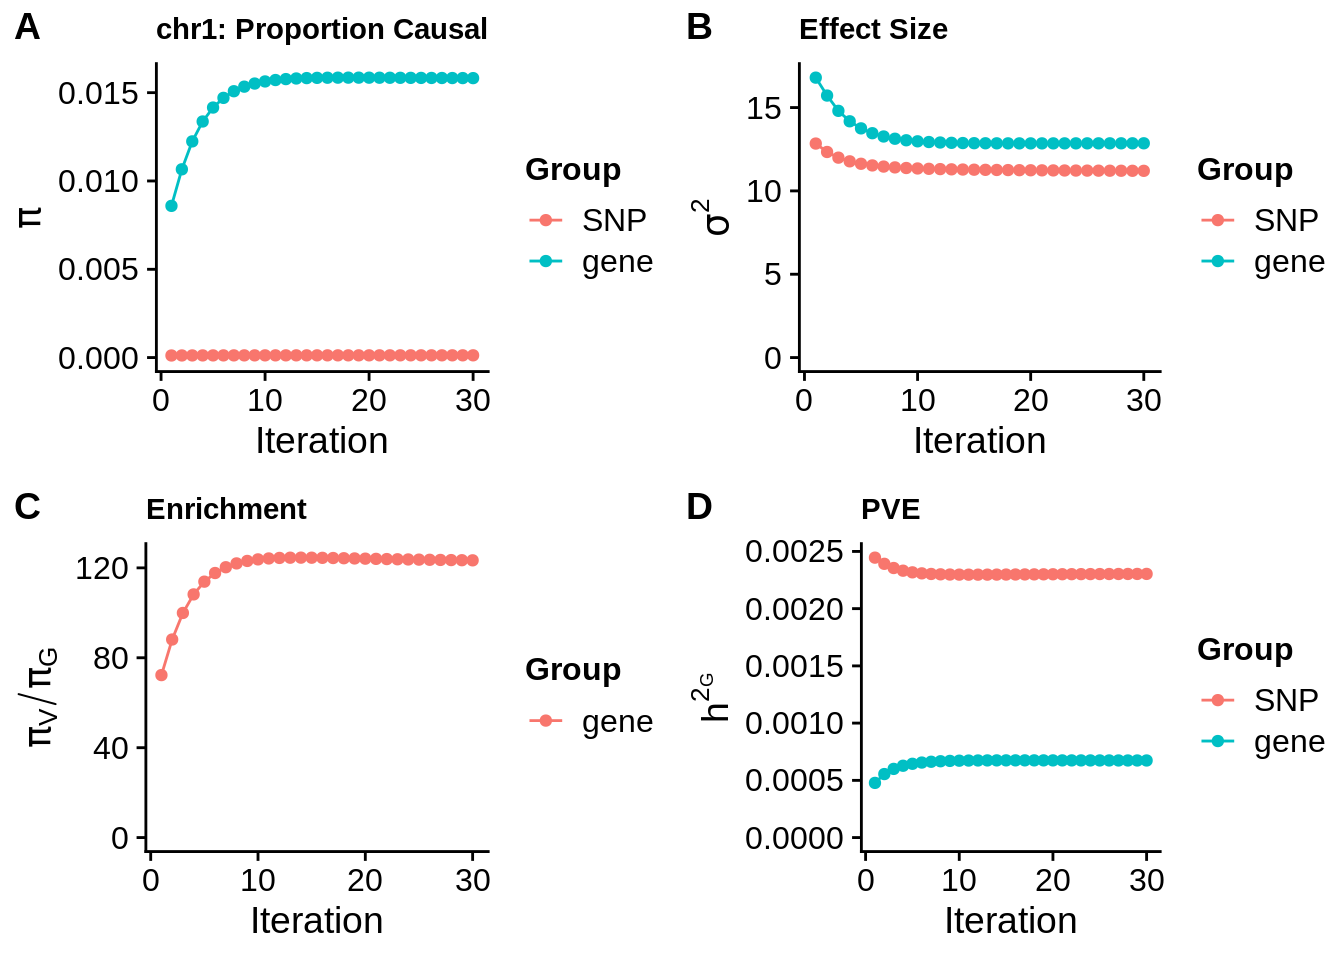 A
chr1: Proportion Causal
0.015
0.010
0.005
0.000
π
0 10 20 30
Iteration
Group
SNP
gene
B
Effect Size
15
10
5
0
σ2
0 10 20 30
Iteration
Group
SNP
gene
C
Enrichment
120
80
40
0
πV/πG
0 10 20 30
Iteration
Group
gene
D
PVE
0.0025
0.0020
0.0015
0.0010
0.0005
0.0000
h2G
0 10 20 30
Iteration
Group
SNP
gene